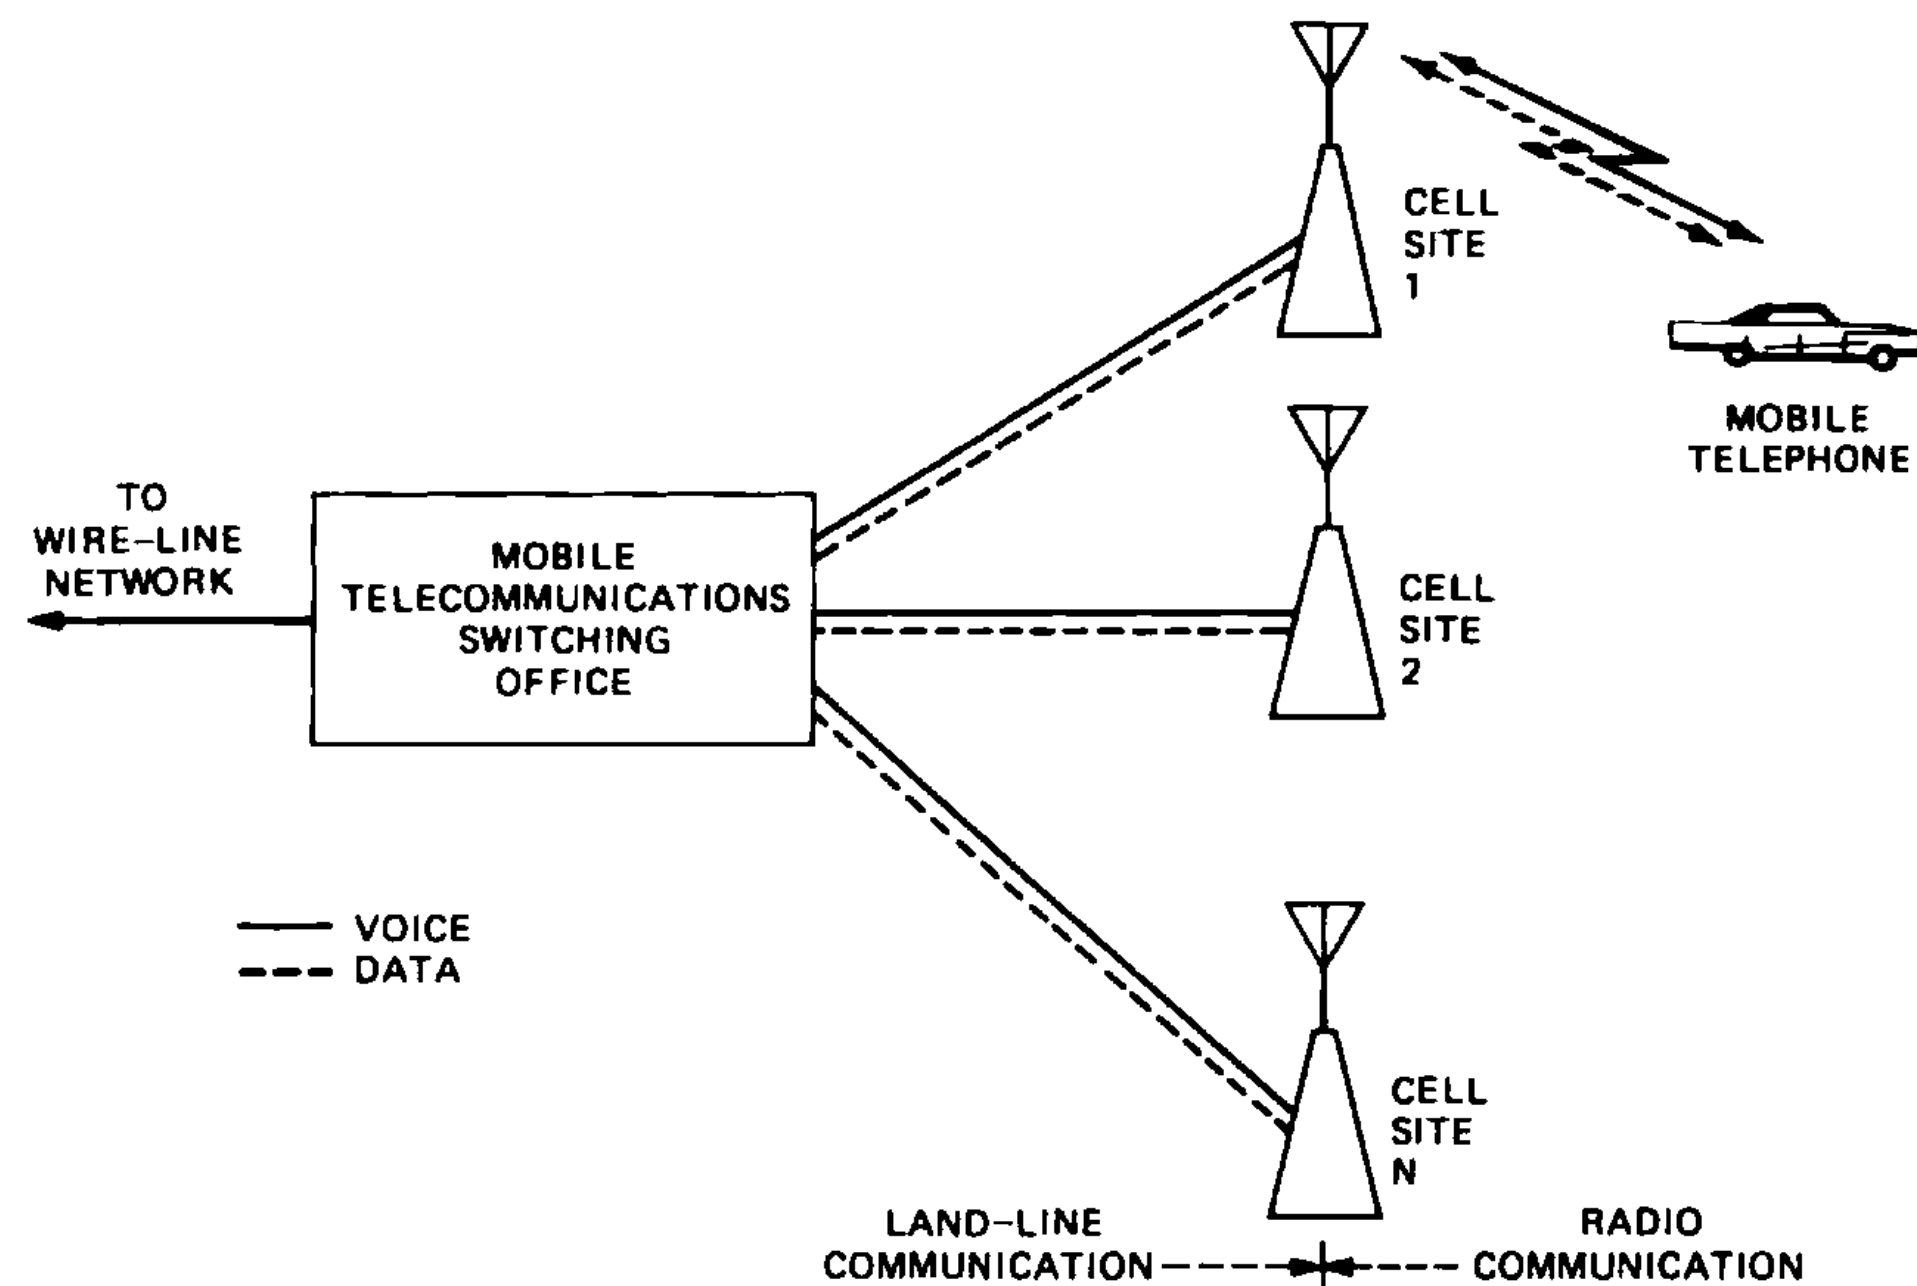 CELL
SITE
1
MOBILE
TELEPHONE
TO
WIRE-LINE
NETWORK
MOBILE
TELECOMMUNICATIONS
SWITCHING
OFFICE
CELL
SITE
2
VOICE
DATA
CELL
SITE
N
LAND-LINE
COMMUNICATION
RADIO
COMMUNICATION